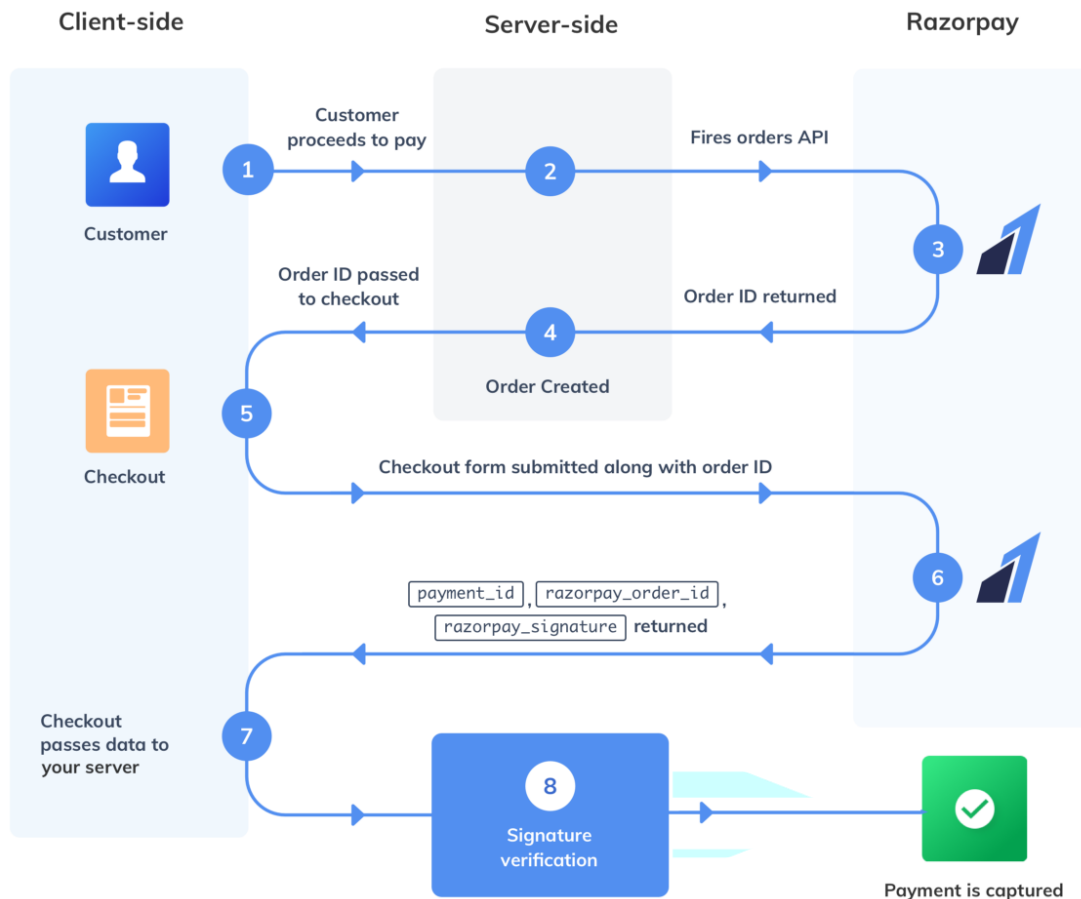 Client-side
Server-side
Razorpay
Customer
proceeds to pay
Fires orders API
1
2
3
Customer
Order ID passed
to checkout
Order ID returned
4
Order Created
5
Checkout
Checkout form submitted along with order ID
6
payment_id, razorpay_order_id,
razorpay_signature returned
Checkout
passes data to
your server
7
8
Signature
verification
Payment is captured